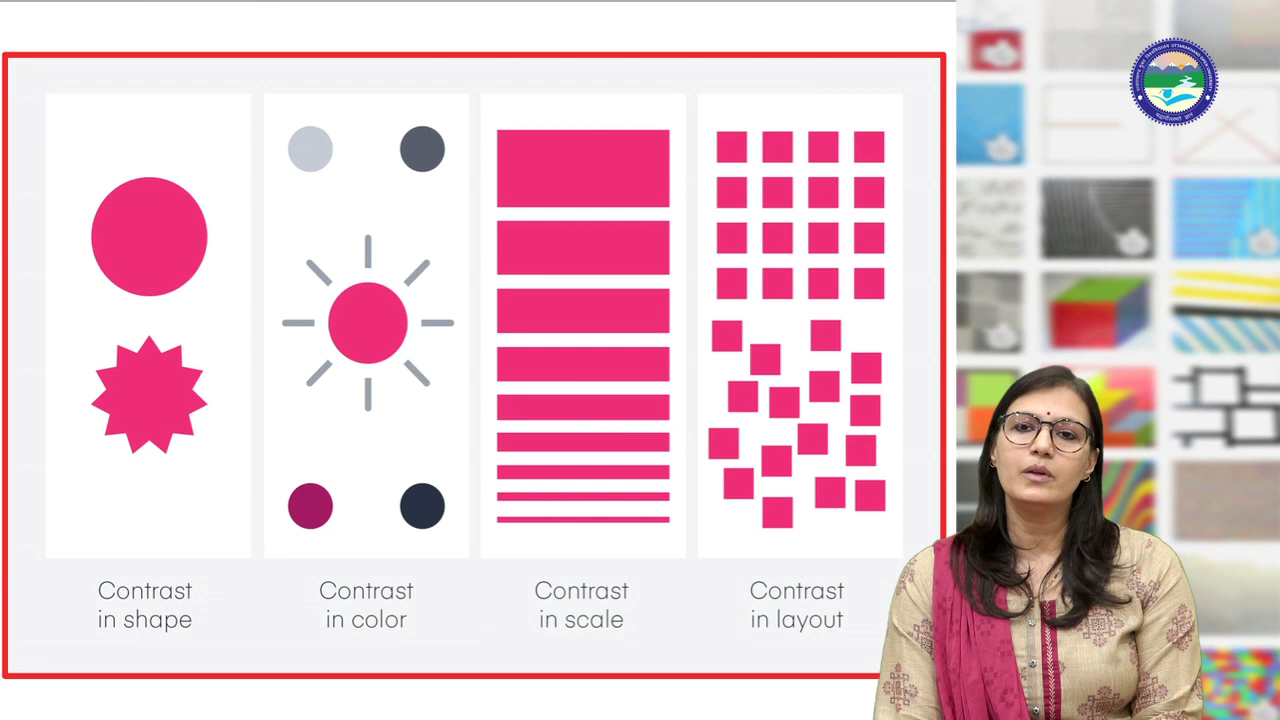 Contrast
in shape
Contrast
in color
Contrast
in scale
Contrast
in layout